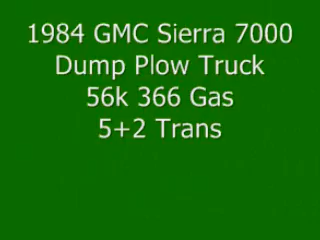 1984 GMC Sierra 7000
Dump Plow Truck
56k 366 Gas
5+2 Trans